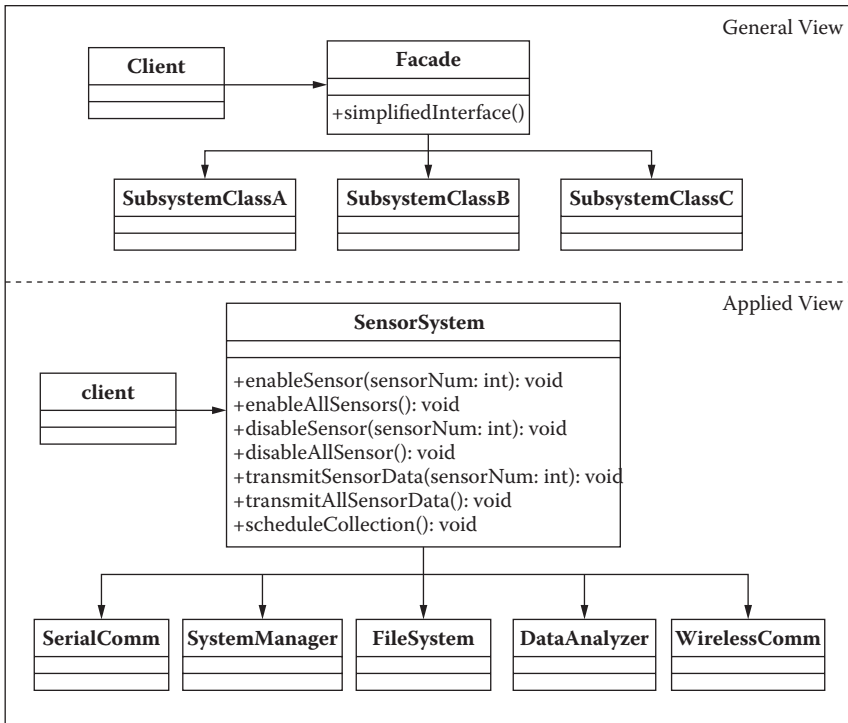 General View
Client
Facade
+simplifiedInterface()
SubsystemClassA
SubsystemClassB
SubsystemClassC
Applied View
SensorSystem
client
+enableSensor(sensorNum: int): void
+enableAllSensors(): void
+disableSensor(sensorNum: int): void
+disableAllSensor(): void
+transmitSensorData(sensorNum: int): void
+transmitAllSensorData(): void
+scheduleCollection(): void
SerialComm
SystemManager
FileSystem
DataAnalyzer
WirelessComm